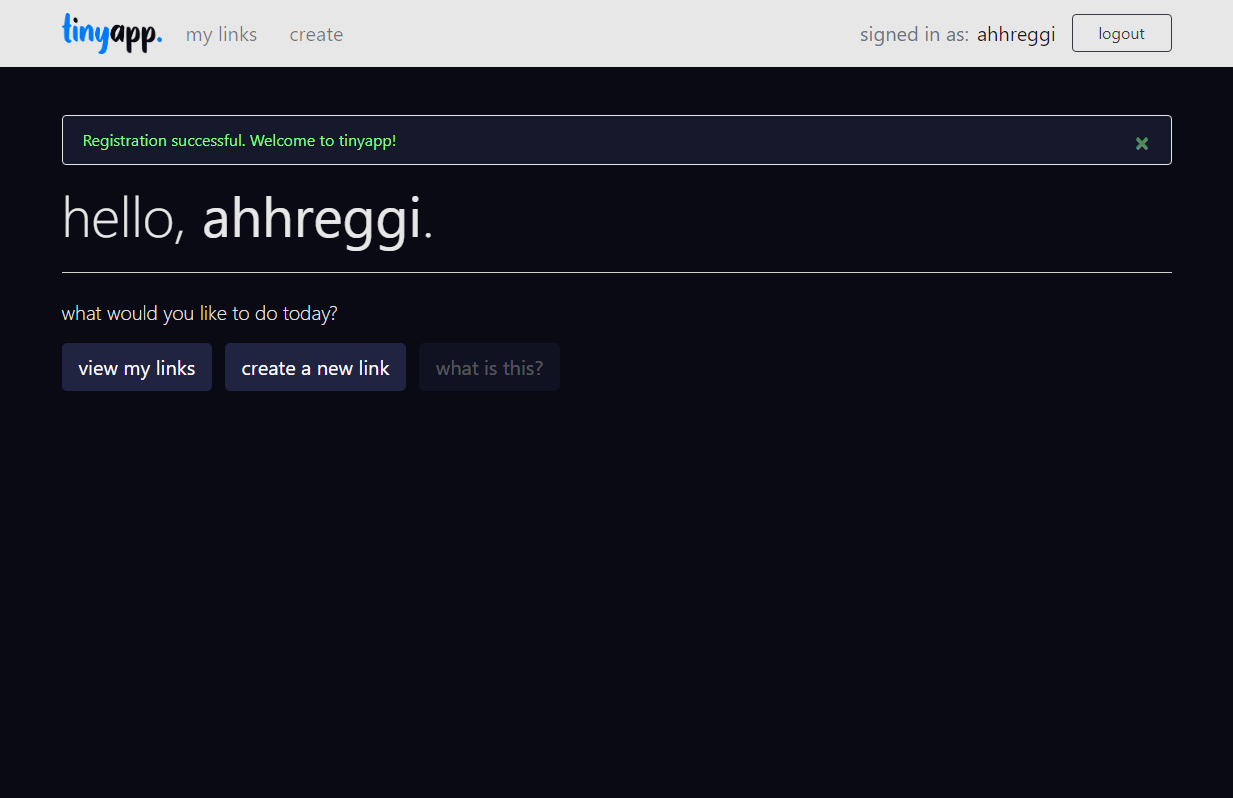 tinyapp. my links create signed in as: ahhreggi logout
Registration successful. Welcome to tinyapp! ×
hello, ahhreggi.
what would you like to do today?
view my links create a new link what is this?